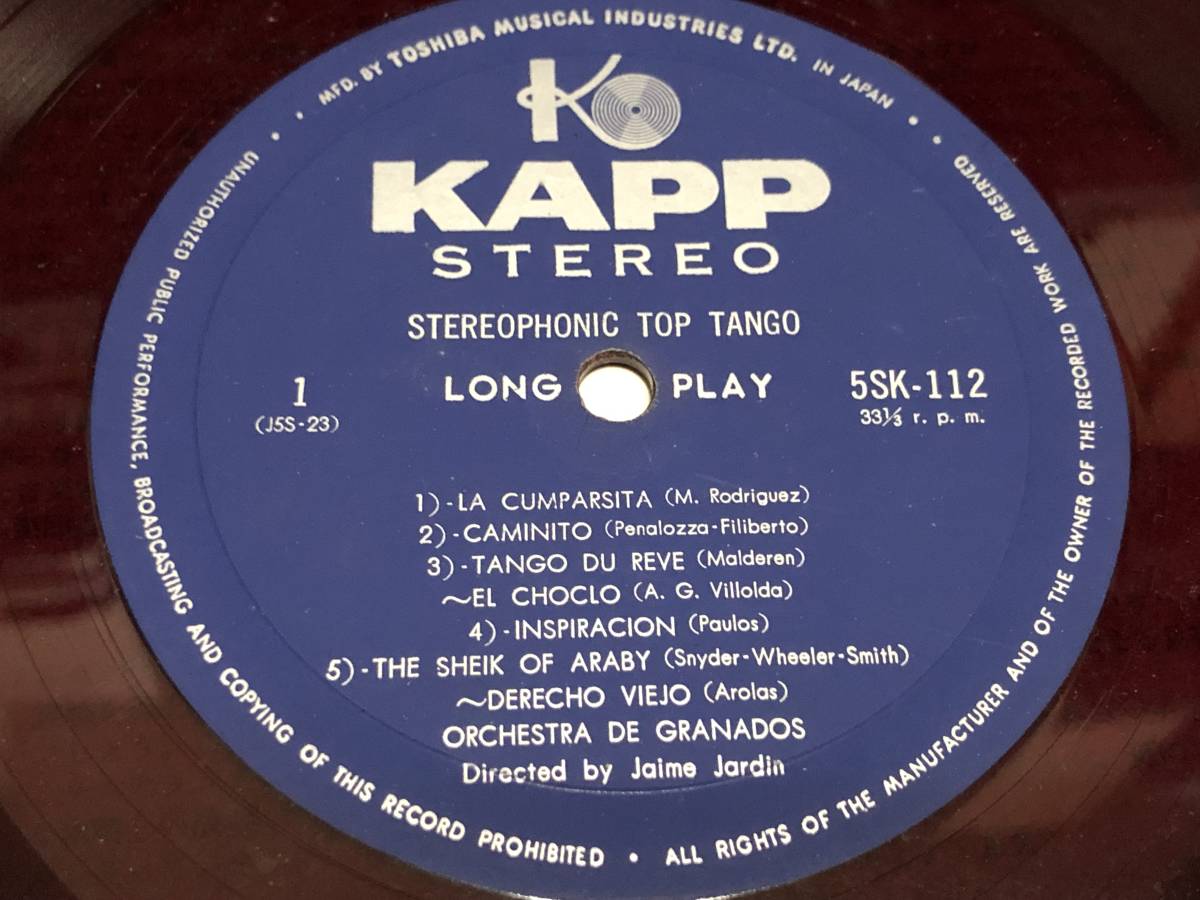 MFD. BY TOSHIBA MUSICAL INDUSTRIES LTD. IN JAPAN
KAPP
STEREO
STEREOPHONIC TOP TANGO
1
(J5S-23)
LONG PLAY
5SK-112
33⅓ r. p. m.
1)-LA CUMPARSITA (M. Rodriguez)
2)-CAMINITO (Penalozza-Filiberto)
3)-TANGO DU REVE (Malderen)
~EL CHOCLO (A. G. Villolda)
4)-INSPIRACION (Paulos)
5)-THE SHEIK OF ARABY (Snyder-Wheeler-Smith)
~DERECHO VIEJO (Arolas)
ORCHESTRA DE GRANADOS
Directed by Jaime Jardin
UNAUTHORIZED PUBLIC PERFORMANCE, BROADCASTING AND COPYING OF THIS RECORD PROHIBITED • ALL RIGHTS OF THE MANUFACTURER AND OF THE OWNER OF THE RECORDED WORK ARE RESERVED